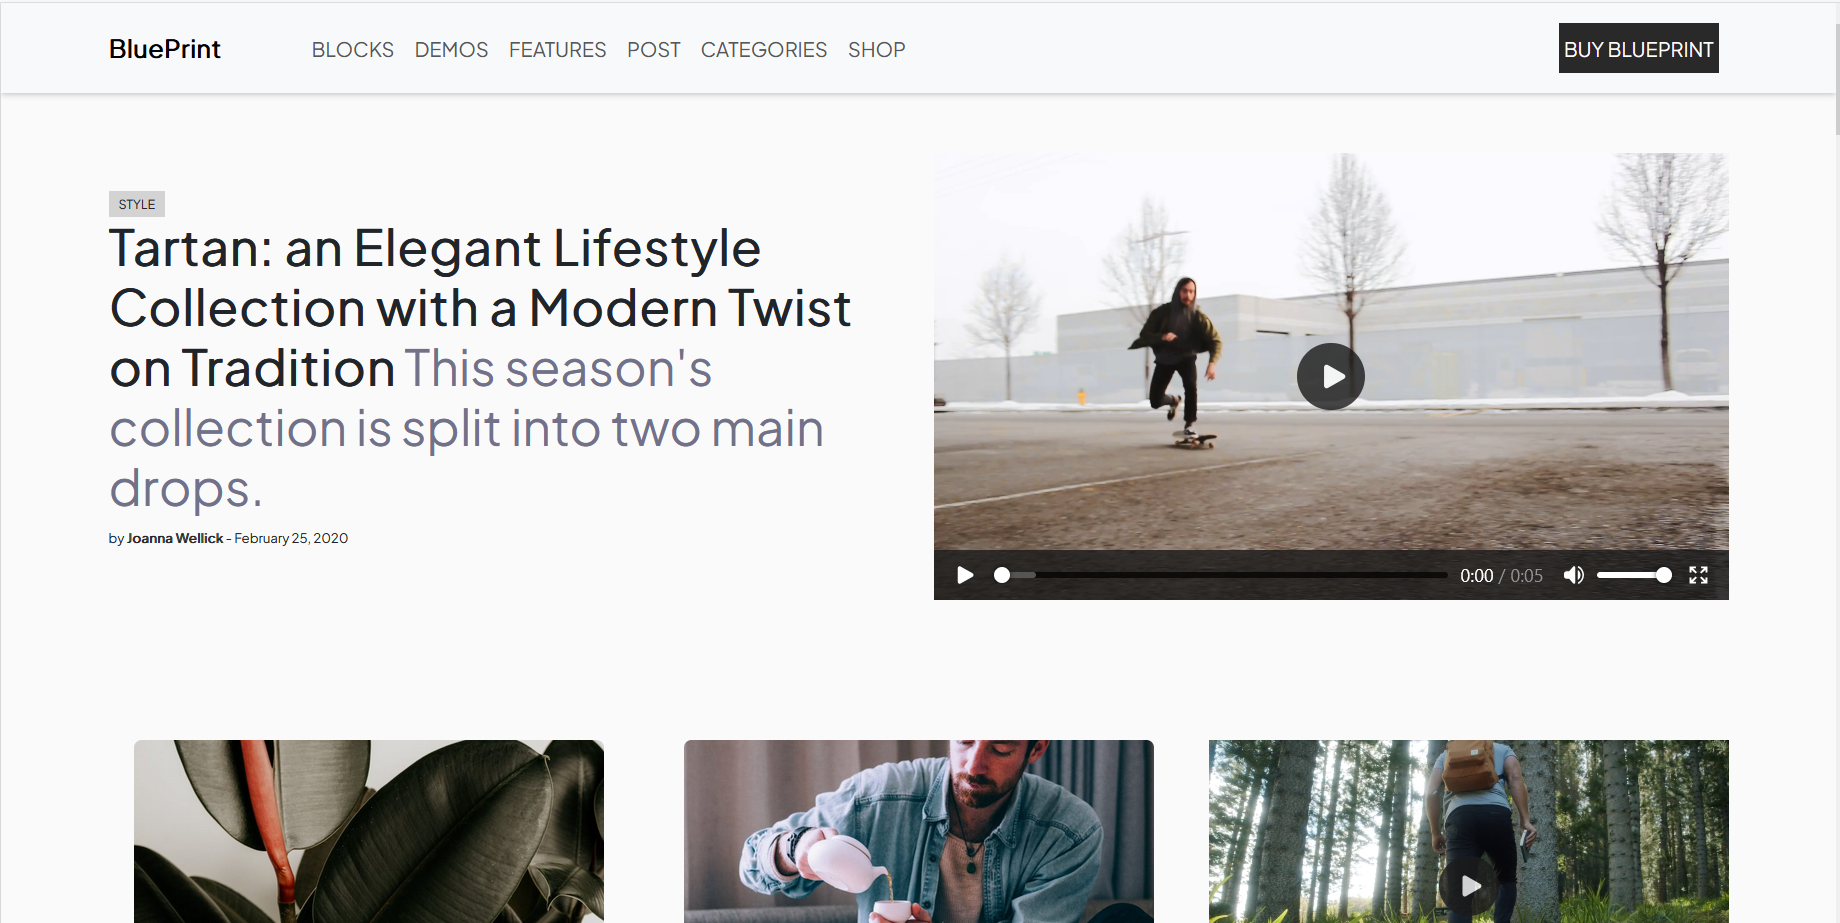 BluePrint BLOCKS DEMOS FEATURES POST CATEGORIES SHOP BUY BLUEPRINT
STYLE
Tartan: an Elegant Lifestyle
Collection with a Modern Twist
on Tradition This season's
collection is split into two main
drops.
by Joanna Wellick - February 25, 2020
0:00 / 0:05